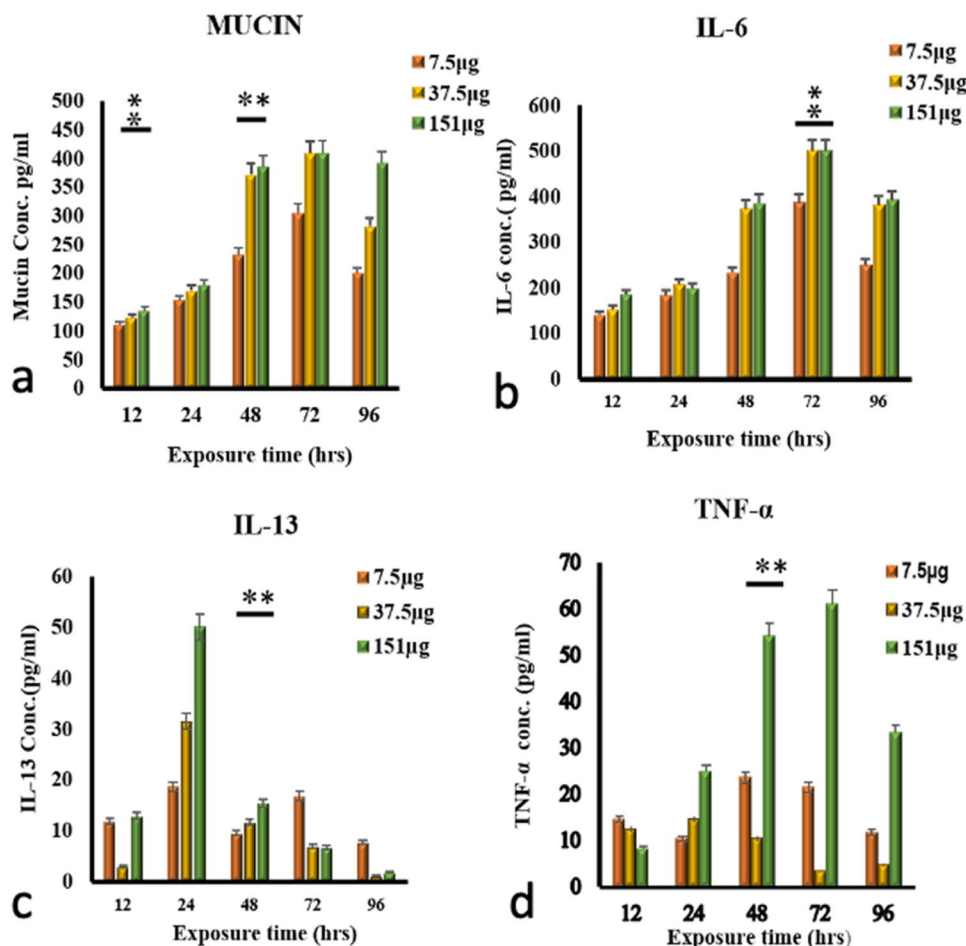 MUCIN
7.5µg
37.5µg
151µg
*
*
**
Mucin Conc. pg/ml
500
450
400
350
300
250
200
150
100
50
0
12 24 48 72 96
Exposure time (hrs)
a
IL-6
7.5µg
37.5µg
151µg
*
*
IL-6 conc.( pg/ml)
600
500
400
300
200
100
0
12 24 48 72 96
Exposure time (hrs)
b
IL-13
7.5µg
37.5µg
151µg
**
IL-13 Conc.(pg/ml)
60
50
40
30
20
10
0
12 24 48 72 96
Exposure time (hrs)
c
TNF-α
7.5µg
37.5µg
151µg
**
TNF-α conc. (pg/ml)
70
60
50
40
30
20
10
0
12 24 48 72 96
Exposure time (hrs)
d